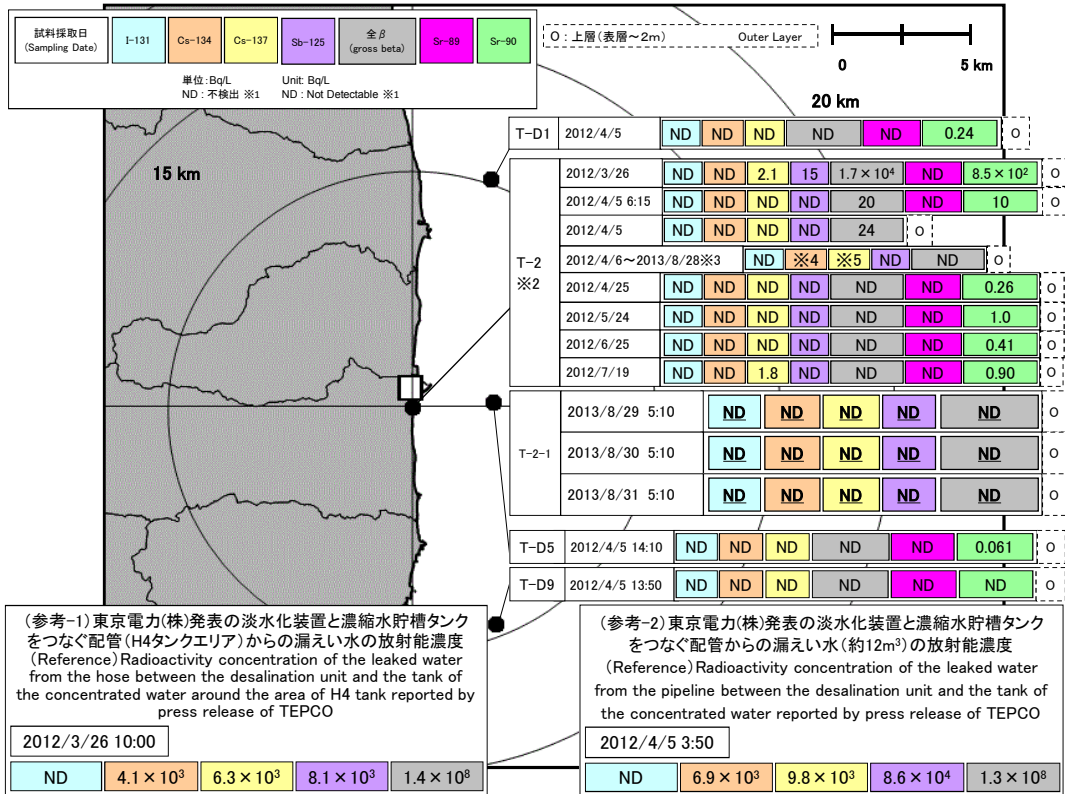 試料採取日
(Sampling Date)
I-131
Cs-134
Cs-137
Sb-125
全β
(gross beta)
Sr-89
Sr-90
単位:Bq/L Unit: Bq/L
ND : 不検出 ※1 ND : Not Detectable ※1
O : 上層(表層～2m) Outer Layer
0 5 km
20 km
15 km
T-D1 2012/4/5 ND ND ND ND ND 0.24 O
T-2
※2
2012/3/26 ND ND 2.1 15 1.7×10⁴ ND 8.5×10² O
2012/4/5 6:15 ND ND ND ND 20 ND 10 O
2012/4/5 ND ND ND ND 24 O
2012/4/6～2013/8/28※3 ND ※4 ※5 ND ND O
2012/4/25 ND ND ND ND ND ND 0.26 O
2012/5/24 ND ND ND ND ND ND 1.0 O
2012/6/25 ND ND ND ND ND ND 0.41 O
2012/7/19 ND ND 1.8 ND ND ND 0.90 O
T-2-1
2013/8/29 5:10 ND ND ND ND ND O
2013/8/30 5:10 ND ND ND ND ND O
2013/8/31 5:10 ND ND ND ND ND O
T-D5 2012/4/5 14:10 ND ND ND ND ND 0.061 O
T-D9 2012/4/5 13:50 ND ND ND ND ND ND O
(参考-1)東京電力(株)発表の淡水化装置と濃縮水貯槽タンク
をつなぐ配管(H4タンクエリア)からの漏えい水の放射能濃度
(Reference)Radioactivity concentration of the leaked water
from the hose between the desalination unit and the tank of
the concentrated water around the area of H4 tank reported by
press release of TEPCO
2012/3/26 10:00
ND 4.1×10³ 6.3×10³ 8.1×10³ 1.4×10⁸
(参考-2)東京電力(株)発表の淡水化装置と濃縮水貯槽タンク
をつなぐ配管からの漏えい水(約12m³)の放射能濃度
(Reference)Radioactivity concentration of the leaked water
from the pipeline between the desalination unit and the tank of
the concentrated water reported by press release of TEPCO
2012/4/5 3:50
ND 6.9×10³ 9.8×10³ 8.6×10⁴ 1.3×10⁸